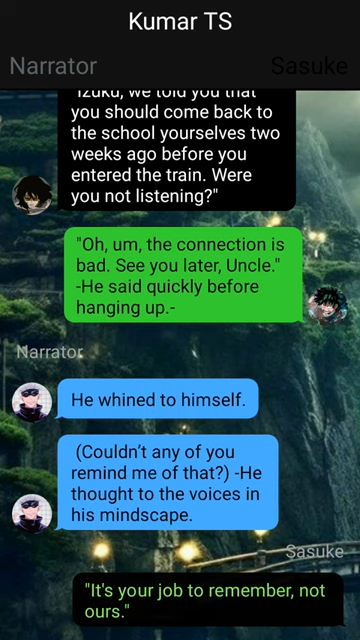 Kumar TS
Narrator
Sasuke
"Izuku, we told you that
you should come back to
the school yourselves two
weeks ago before you
entered the train. Were
you not listening?"
"Oh, um, the connection is
bad. See you later, Uncle."
-He said quickly before
hanging up.-
Narrator
He whined to himself.
(Couldn’t any of you
remind me of that?) -He
thought to the voices in
his mindscape.
Sasuke
"It's your job to remember, not
ours."